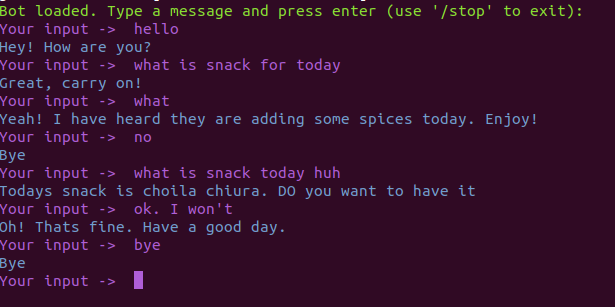 Bot loaded. Type a message and press enter (use '/stop' to exit):
Your input ->  hello
Hey! How are you?
Your input ->  what is snack for today
Great, carry on!
Your input ->  what
Yeah! I have heard they are adding some spices today. Enjoy!
Your input ->  no
Bye
Your input ->  what is snack today huh
Todays snack is choila chiura. DO you want to have it
Your input ->  ok. I won't
Oh! Thats fine. Have a good day.
Your input ->  bye
Bye
Your input ->